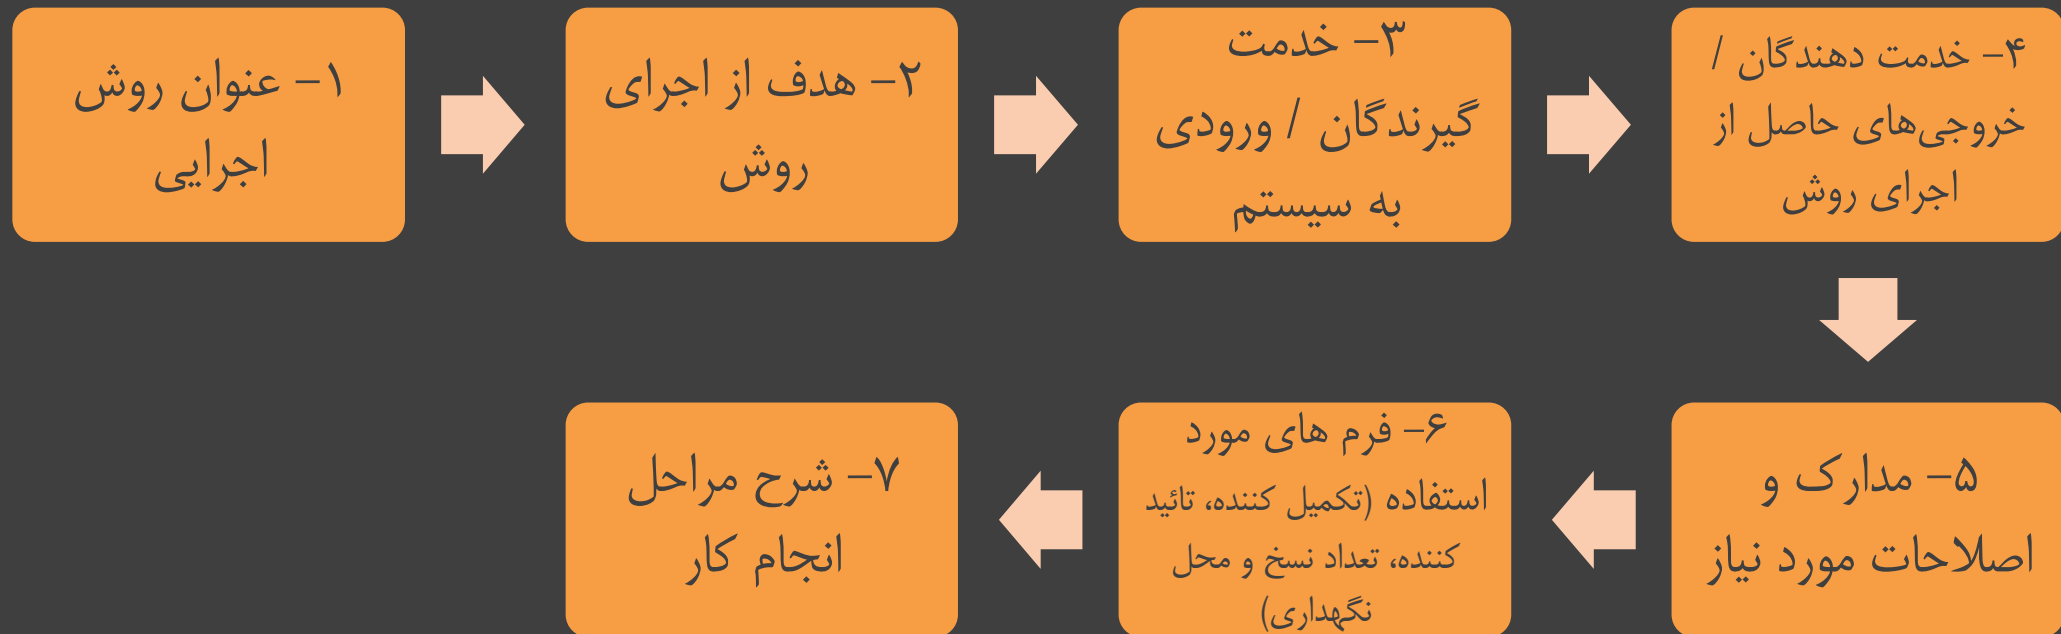 ۱- عنوان روش
اجرایی
۲- هدف از اجرای
روش
۳- خدمت
گیرندگان / ورودی
به سیستم
۴- خدمت دهندگان /
خروجی‌های حاصل از
اجرای روش
۵- مدارک و
اصلاحات مورد نیاز
۶- فرم های مورد
استفاده (تکمیل کننده، تائید
کننده، تعداد نسخ و محل
نگهداری)
۷- شرح مراحل
انجام کار